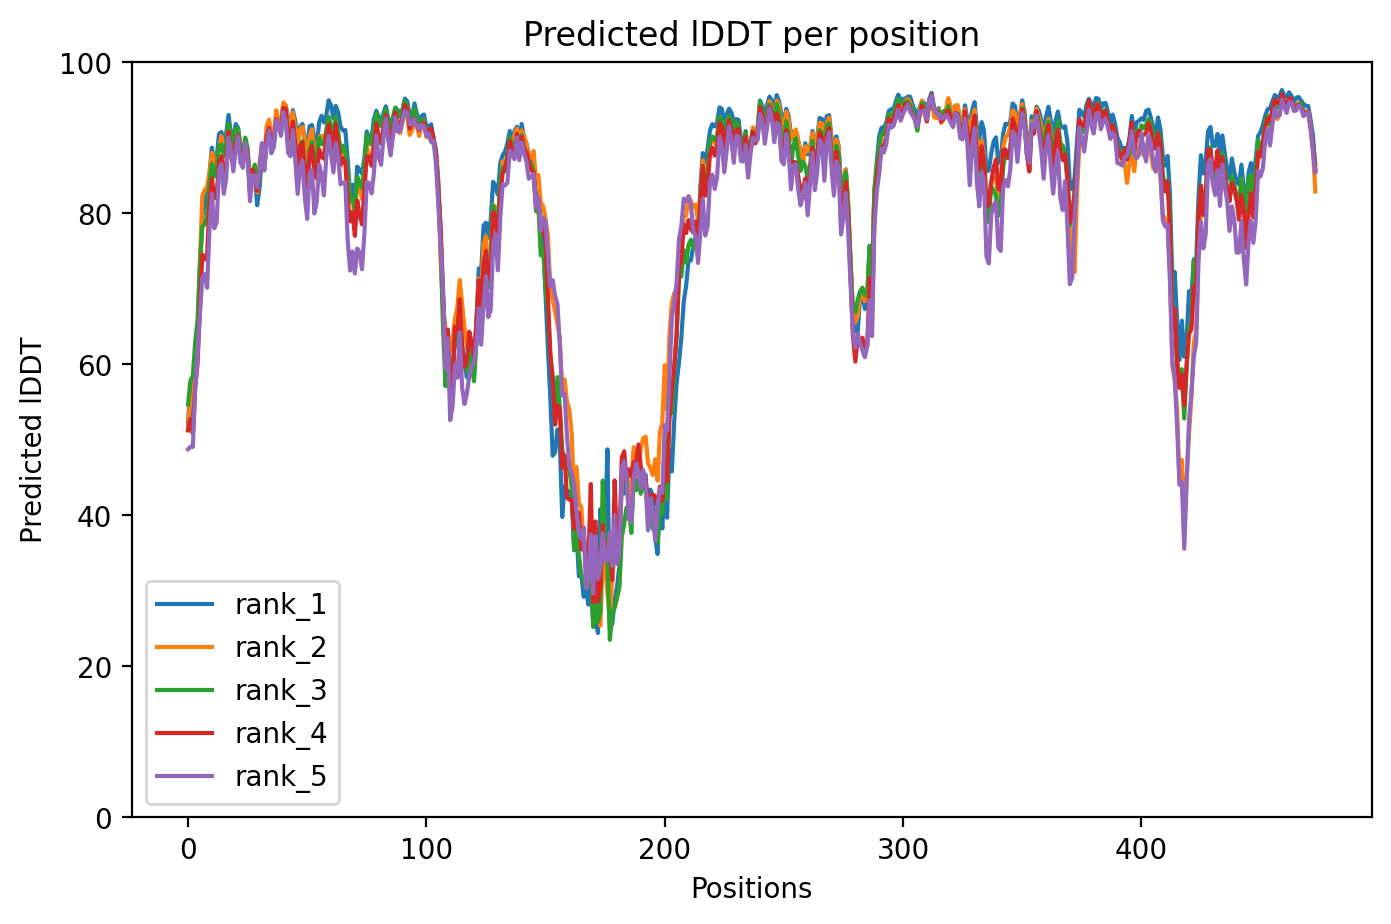 Predicted lDDT per position
100
80
60
40
20
0
Predicted lDDT
rank_1
rank_2
rank_3
rank_4
rank_5
0 100 200 300 400
Positions